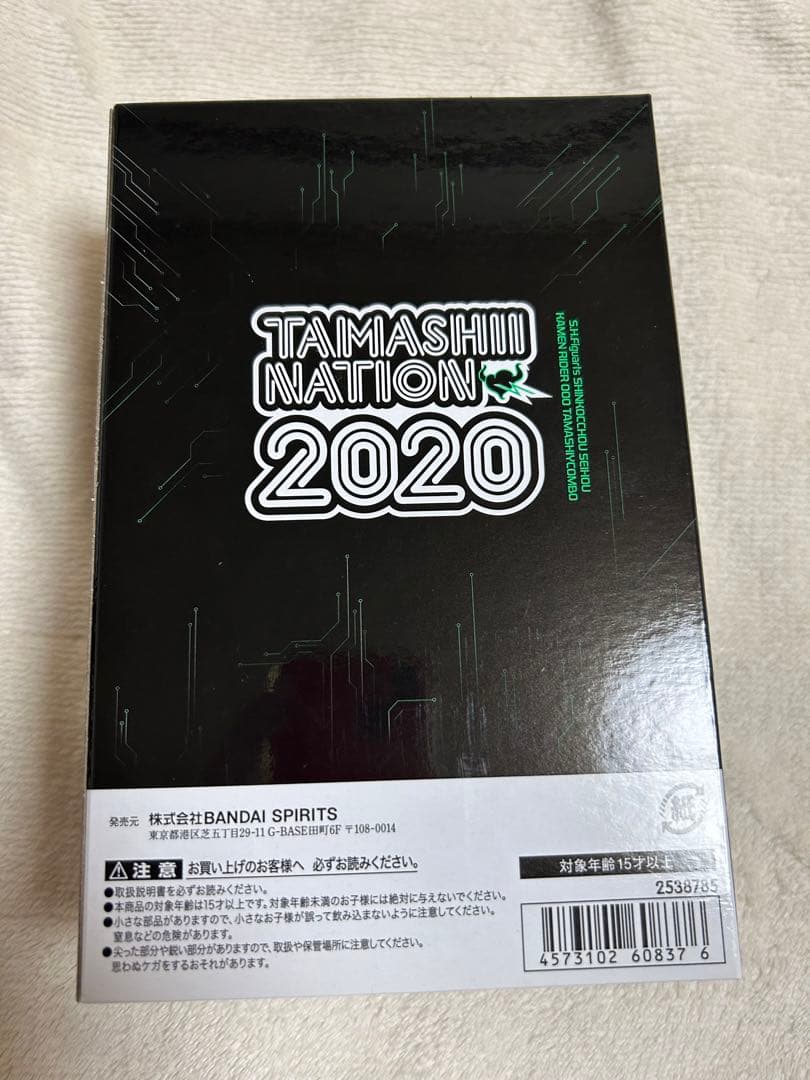 TAMASHII
NATION
2020
S.H.Figuarts SHINKOCCHOU SEIHOU
KAMEN RIDER OOO TAMASHIYCOMBO
発売元 株式会社BANDAI SPIRITS
東京都港区芝五丁目29-11 G-BASE田町6F 〒108-0014
紙
注意 お買い上げのお客様へ 必ずお読みください。
●取扱説明書を必ずお読みください。
●本商品の対象年齢は15才以上です。対象年齢未満のお子様には絶対に与えないでください。
●小さな部品がありますので、小さなお子様が誤って飲み込まないように注意してください。
窒息などの危険があります。
●尖った部分や鋭い部分がありますので、取扱や保管場所に注意してください。
思わぬケガをするおそれがあります。
対象年齢15才以上
2538785
4573102 60837 6